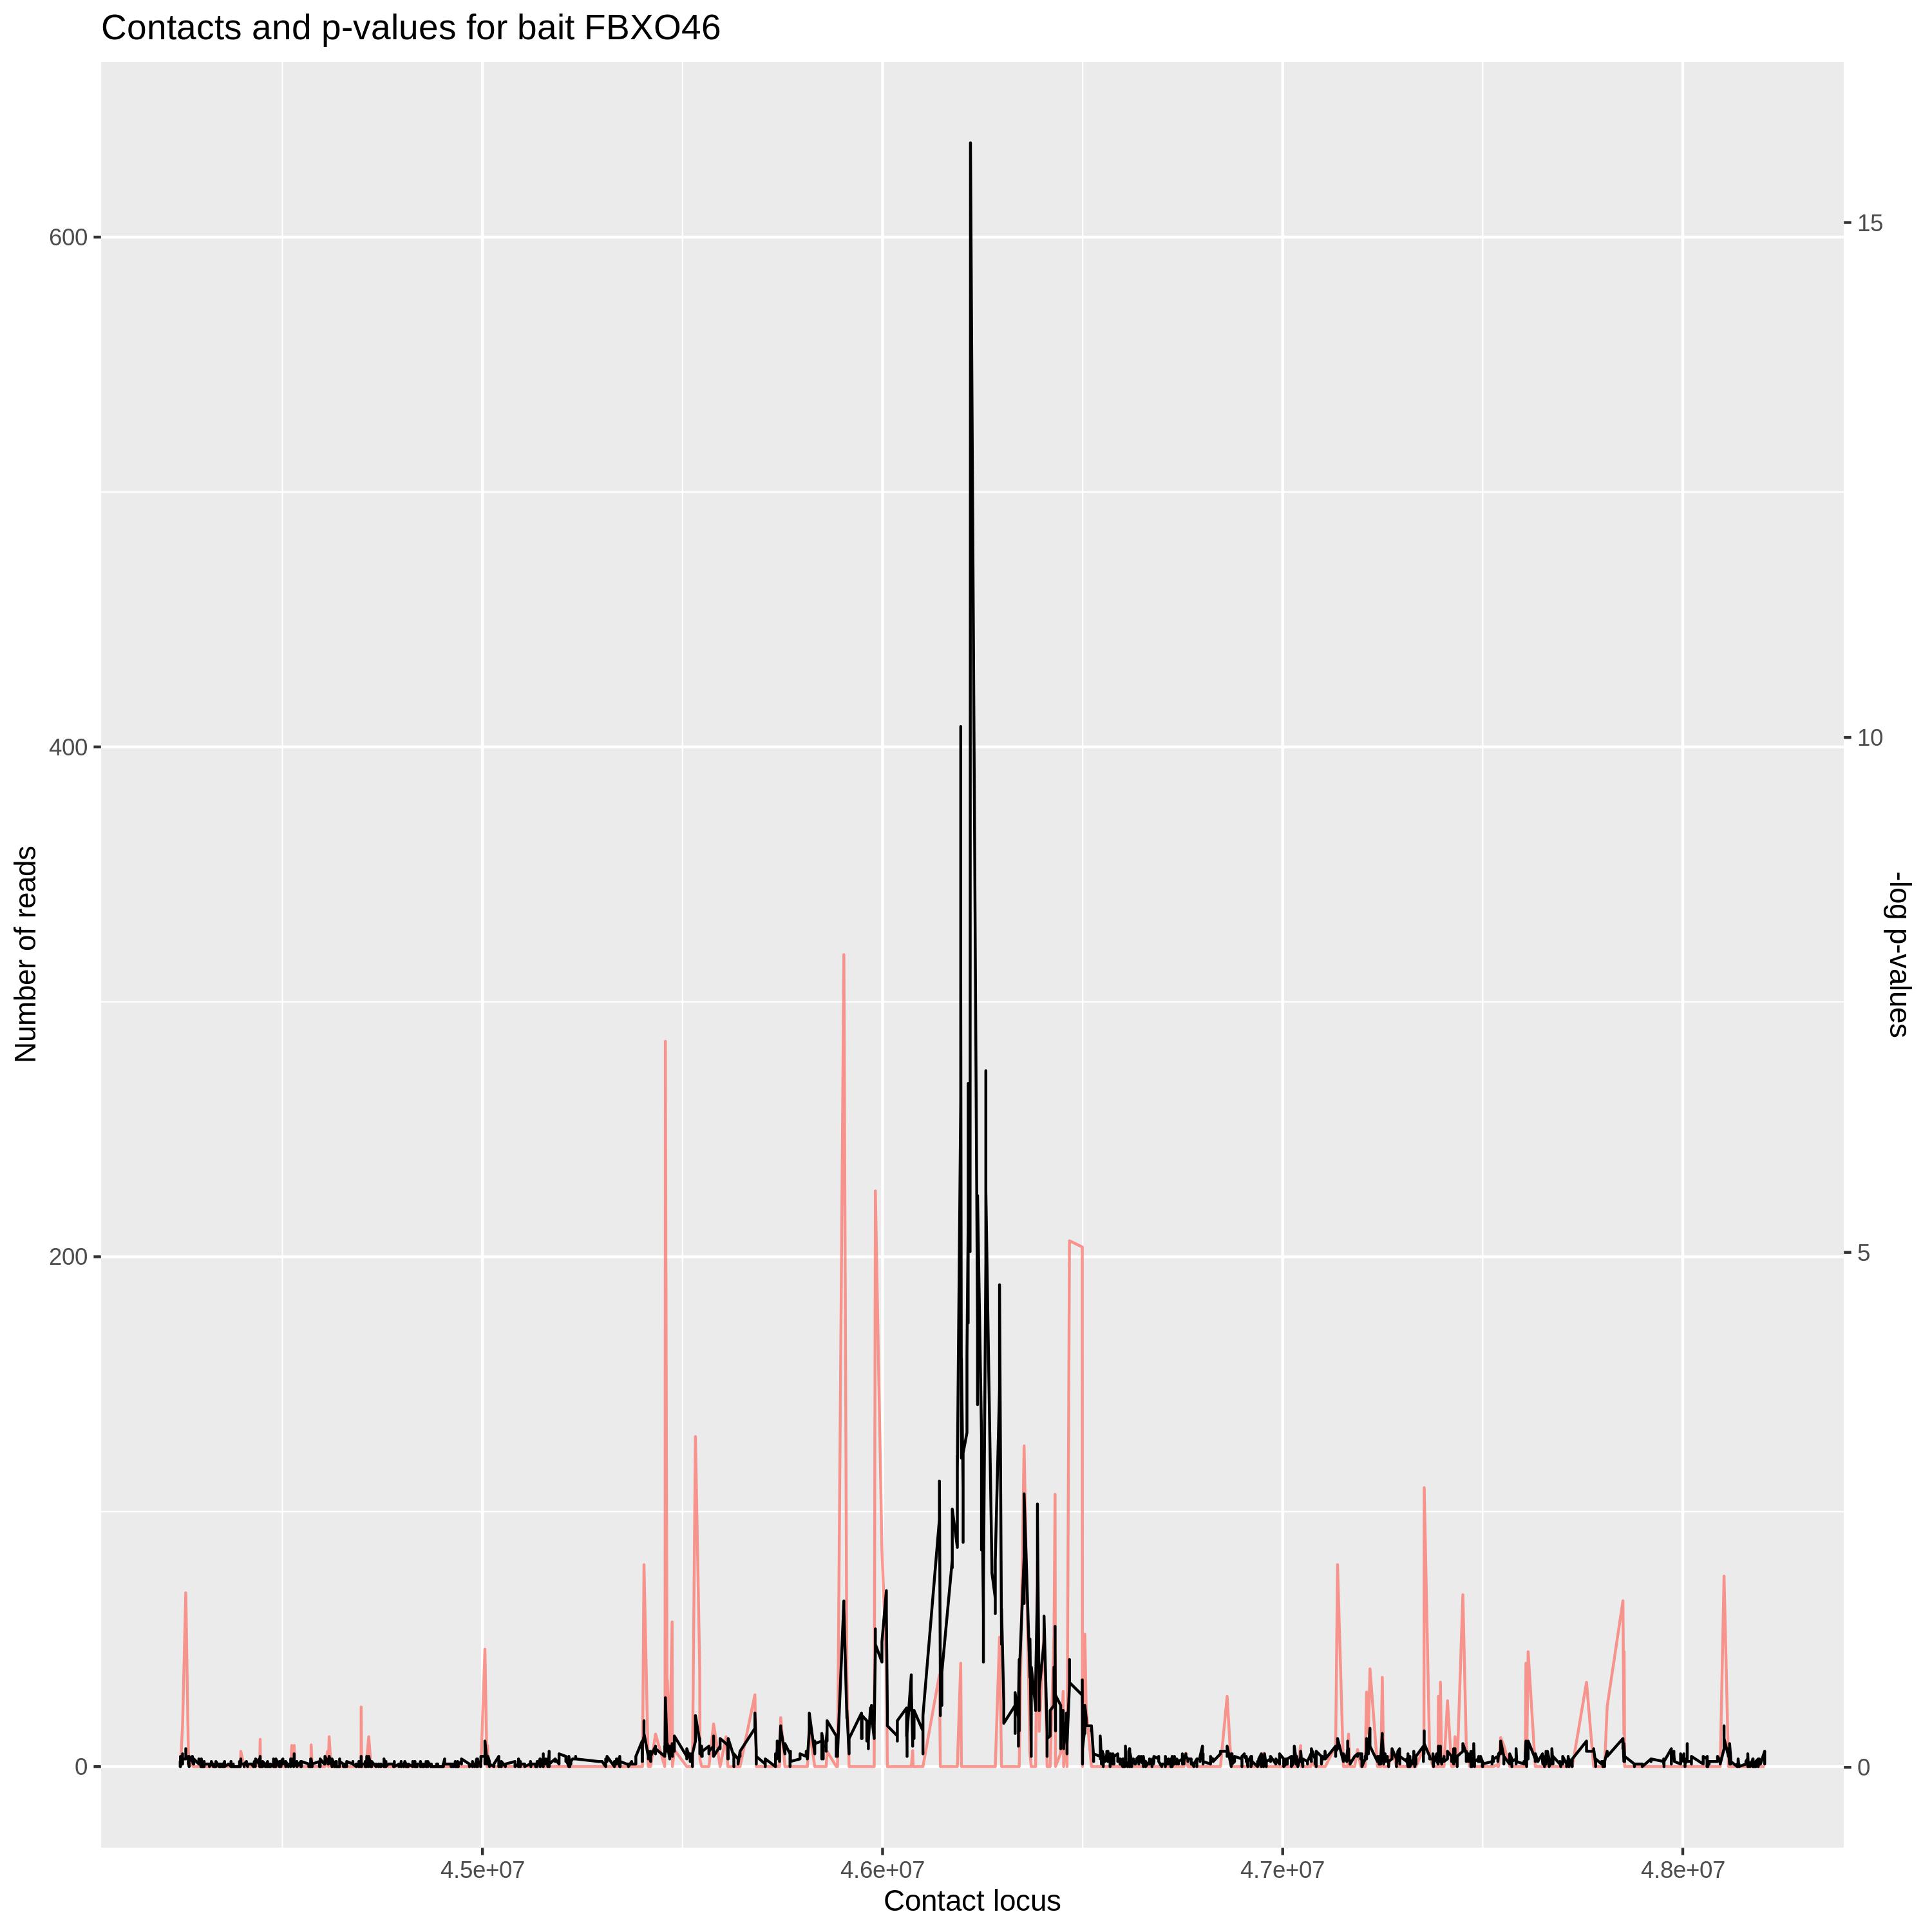 Contacts and p-values for bait FBXO46
Number of reads
600
400
200
0
15
10
5
0
-log p-values
4.5e+07 4.6e+07 4.7e+07 4.8e+07
Contact locus